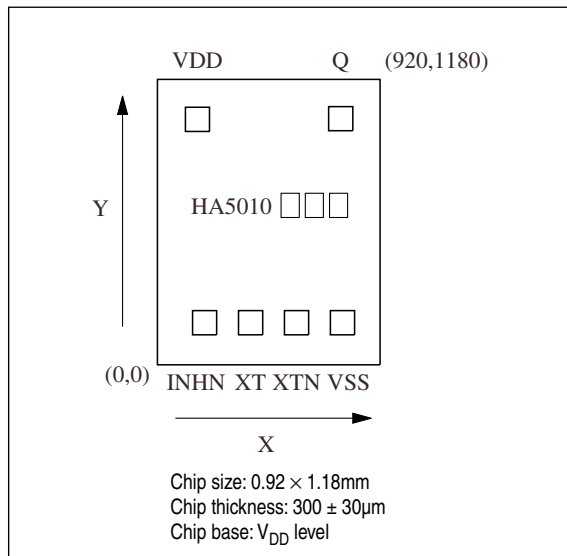 VDD Q (920,1180)
Y
HA5010
(0,0)
INHN XT XTN VSS
X
Chip size: 0.92 × 1.18mm
Chip thickness: 300 ± 30µm
Chip base: VDD level